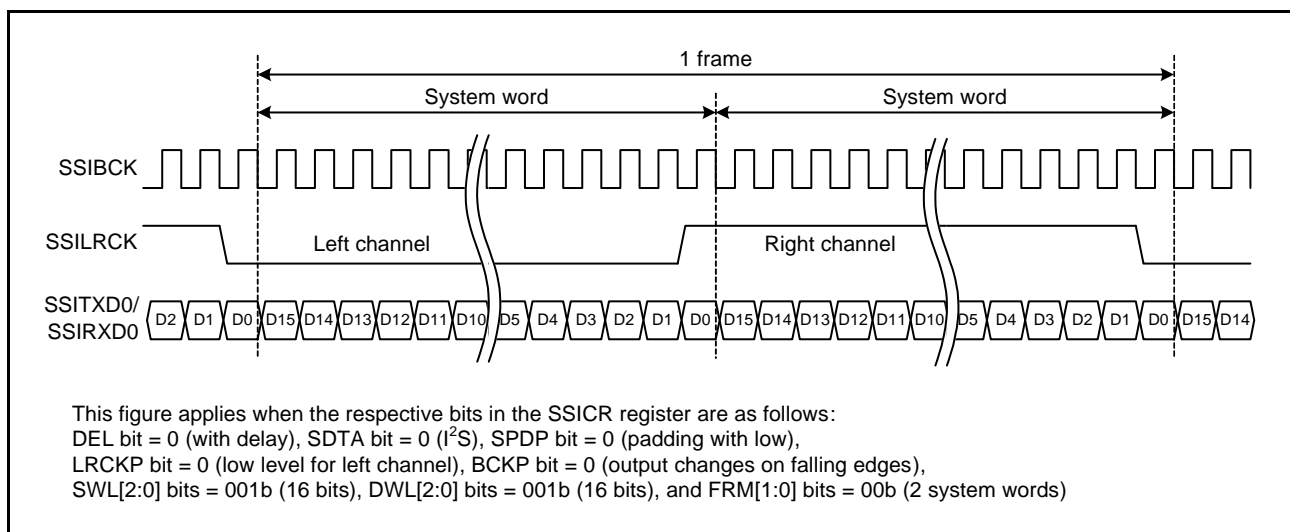 1 frame
System word System word
SSIBCK
SSILRCK Left channel Right channel
SSITXD0/
SSIRXD0
D2 D1 D0 D15 D14 D13 D12 D11 D10 D5 D4 D3 D2 D1 D0 D15 D14 D13 D12 D11 D10 D5 D4 D3 D2 D1 D0 D15 D14
This figure applies when the respective bits in the SSICR register are as follows:
DEL bit = 0 (with delay), SDTA bit = 0 (I²S), SPDP bit = 0 (padding with low),
LRCKP bit = 0 (low level for left channel), BCKP bit = 0 (output changes on falling edges),
SWL[2:0] bits = 001b (16 bits), DWL[2:0] bits = 001b (16 bits), and FRM[1:0] bits = 00b (2 system words)